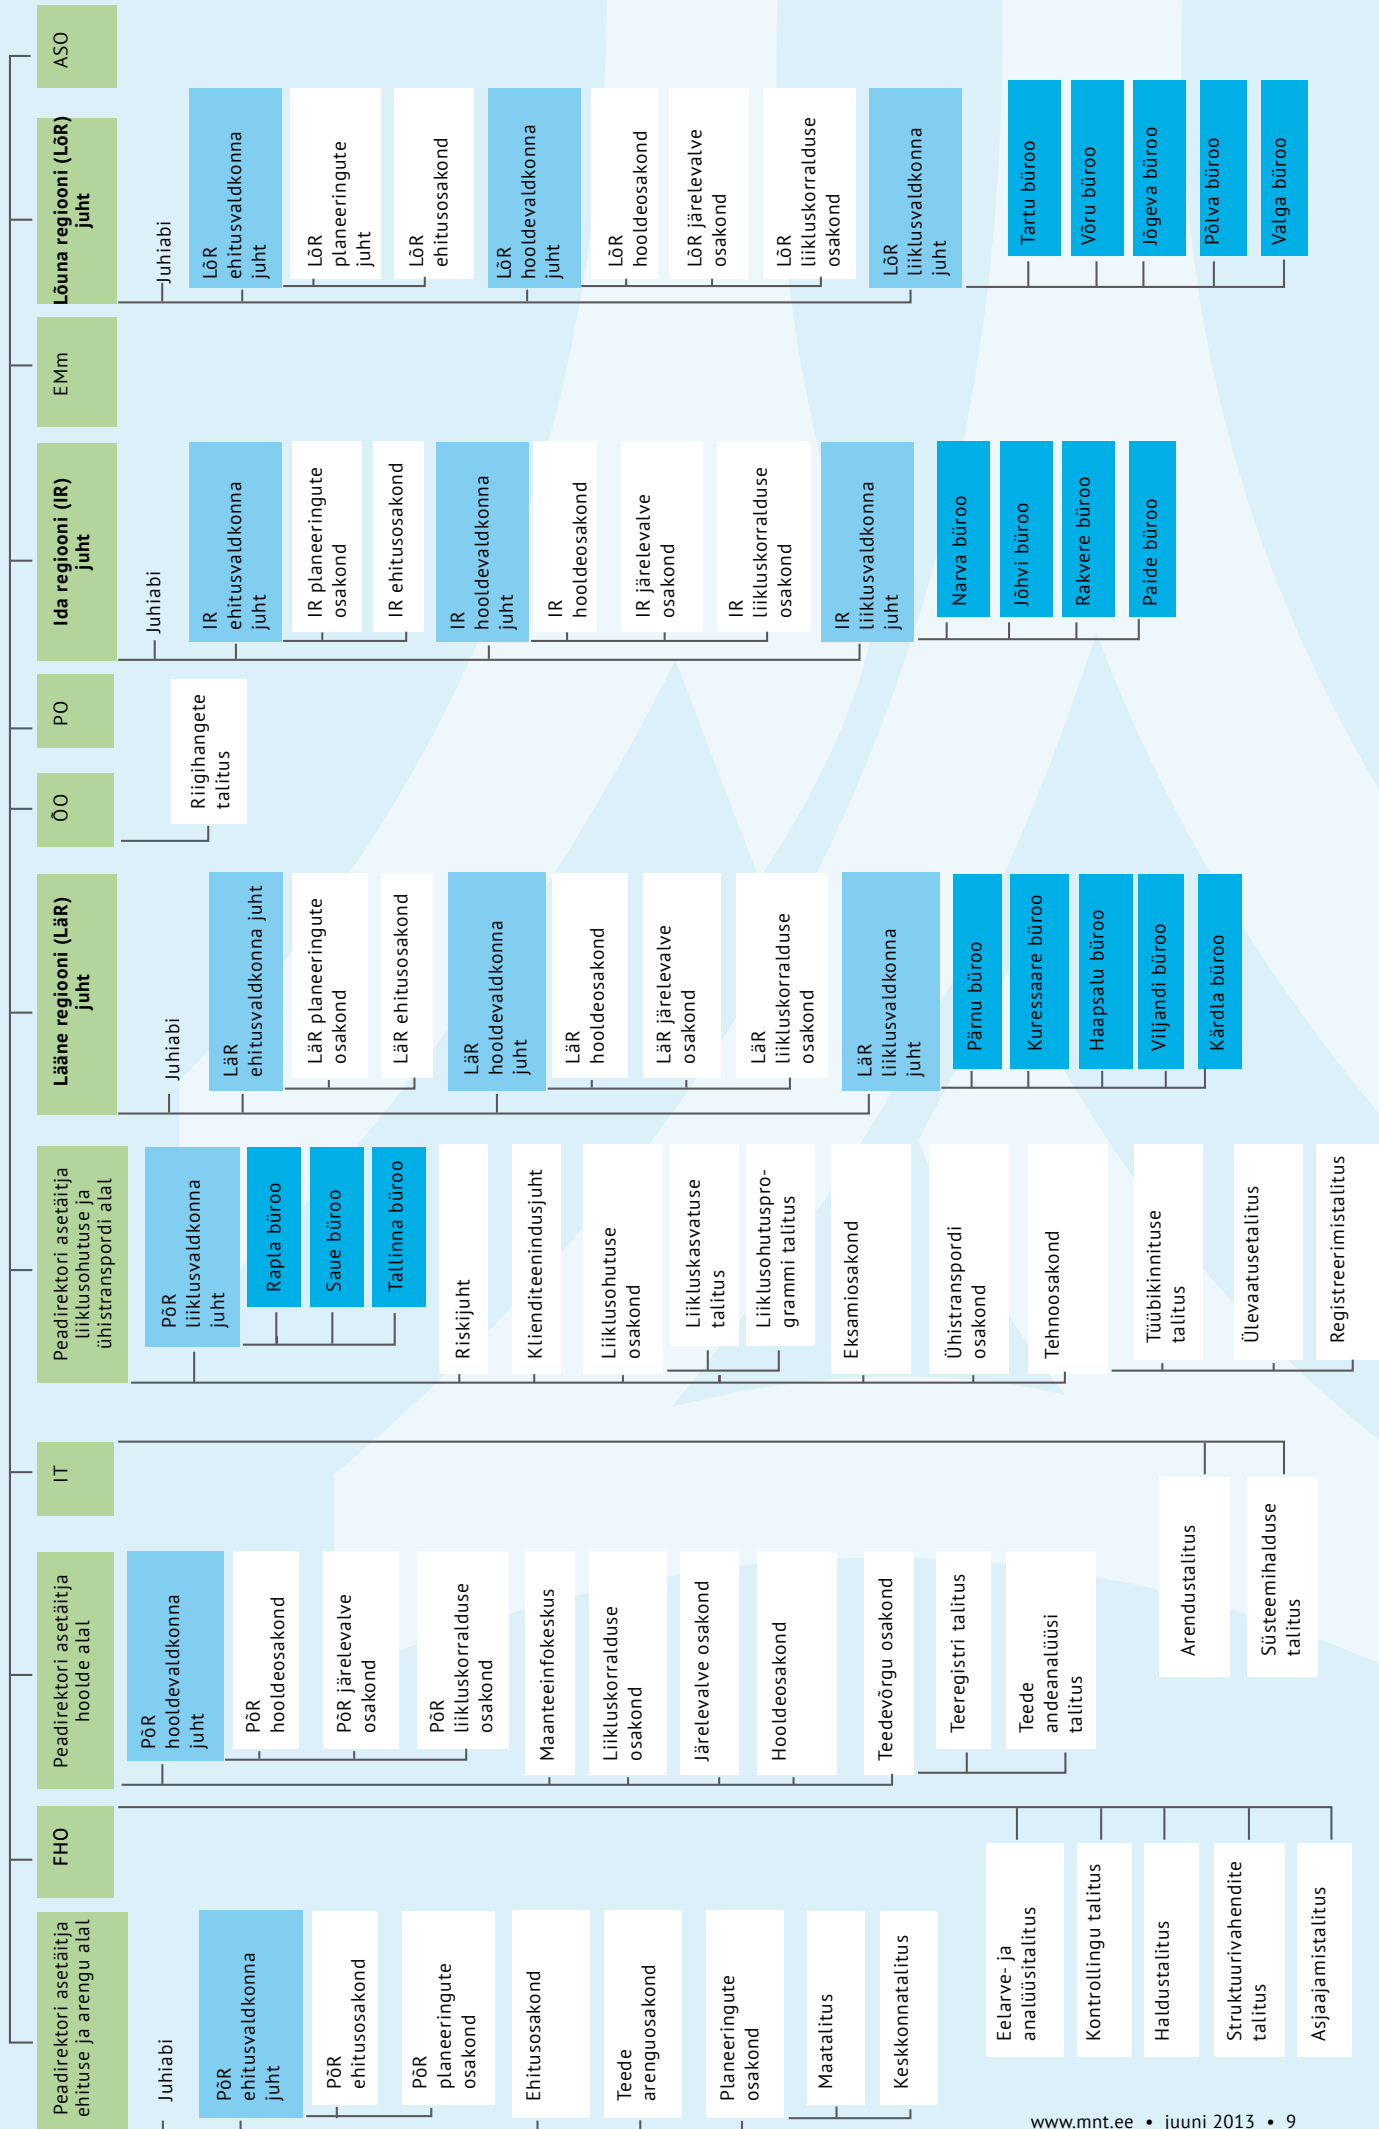 Peadirektori asetäitja
ehituse ja arengu alal
Juhiabi
PõR
ehitusvaldkonna
juht
PõR
ehitusosakond
PõR
planeeringute
osakond
Ehitusosakond
Teede
arenguosakond
Planeeringute
osakond
Maatalitus
Keskkonnatalitus
FHO
Eelarve- ja
analüüsitalitus
Kontrollingu talitus
Haldustalitus
Struktuurivahendite
talitus
Asjaajamistalitus
Peadirektori asetäitja
hoolde alal
PõR
hooldevaldkonna
juht
PõR
hooldeosakond
PõR järelevalve
osakond
PõR
liikluskorralduse
osakond
Maanteeinfokeskus
Liikluskorralduse
osakond
Järelevalve osakond
Hooldeosakond
Teedevõrgu osakond
Teeregistri talitus
Teede
andeanalüüsi
talitus
IT
Arendustalitus
Süsteemihalduse
talitus
Peadirektori asetäitja
liiklusohutuse ja
ühistranspordi alal
PõR
liiklusvaldkonna
juht
Rapla büroo
Saue büroo
Tallinna büroo
Riskijuht
Klienditeenindusjuht
Liiklusohutuse
osakond
Liikluskasvatuse
talitus
Liiklusohutuspro-
grammi talitus
Eksamiosakond
Ühistranspordi
osakond
Tehnoosakond
Tüübikinnituse
talitus
Ülevaatusetalitus
Registreerimistalitus
Lääne regiooni (LäR)
juht
Juhiabi
LäR
ehitusvaldkonna juht
LäR planeeringute
osakond
LäR ehitusosakond
LäR
hooldevaldkonna
juht
LäR
hooldeosakond
LäR järelevalve
osakond
LäR
liikluskorralduse
osakond
LäR
liiklusvaldkonna
juht
Pärnu büroo
Kuressaare büroo
Haapsalu büroo
Viljandi büroo
Kärdla büroo
ÕO
Riigihangete
talitus
PO
Ida regiooni (IR)
juht
Juhiabi
IR
ehitusvaldkonna
juht
IR planeeringute
osakond
IR ehitusosakond
IR
hooldevaldkonna
juht
IR
hooldeosakond
IR järelevalve
osakond
IR
liikluskorralduse
osakond
IR
liiklusvaldkonna
juht
Narva büroo
Jõhvi büroo
Rakvere büroo
Paide büroo
EMm
Lõuna regiooni (LõR)
juht
Juhiabi
LõR
ehitusvaldkonna
juht
LõR
planeeringute
juht
LõR
ehitusosakond
LõR
hooldevaldkonna
juht
LõR
hooldeosakond
LõR järelevalve
osakond
LõR
liikluskorralduse
osakond
LõR
liiklusvaldkonna
juht
Tartu büroo
Võru büroo
Jõgeva büroo
Põlva büroo
Valga büroo
ASO
www.mnt.ee • juuni 2013 • 9